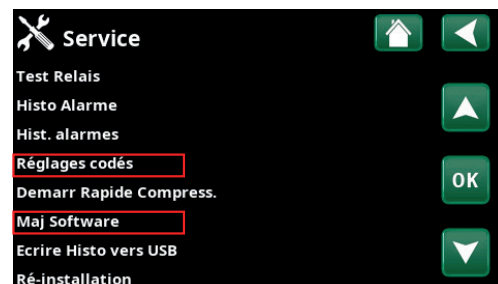 Service
Test Relais
Histo Alarme
Hist. alarmes
Réglages codés
OK
Demarr Rapide Compress.
Maj Software
Ecrire Histo vers USB
Ré-installation